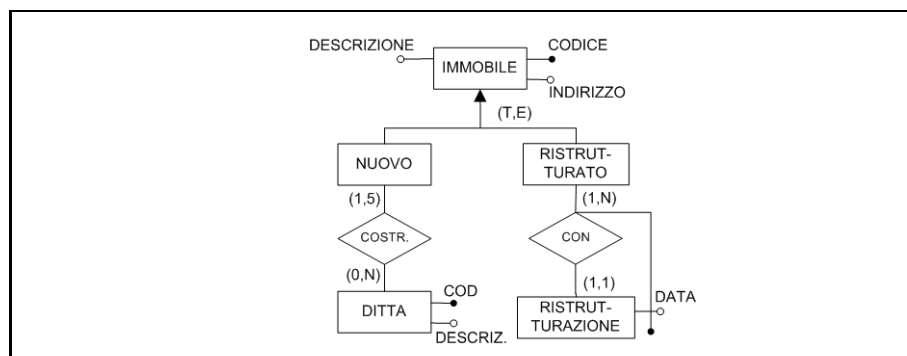 DESCRIZIONE
CODICE
IMMOBILE
INDIRIZZO
(T,E)
NUOVO
RISTRUT-
TURATO
(1,5)
(1,N)
COSTR.
CON
(0,N)
(1,1)
COD
DITTA
DESCRIZ.
RISTRUT-
TURAZIONE
DATA